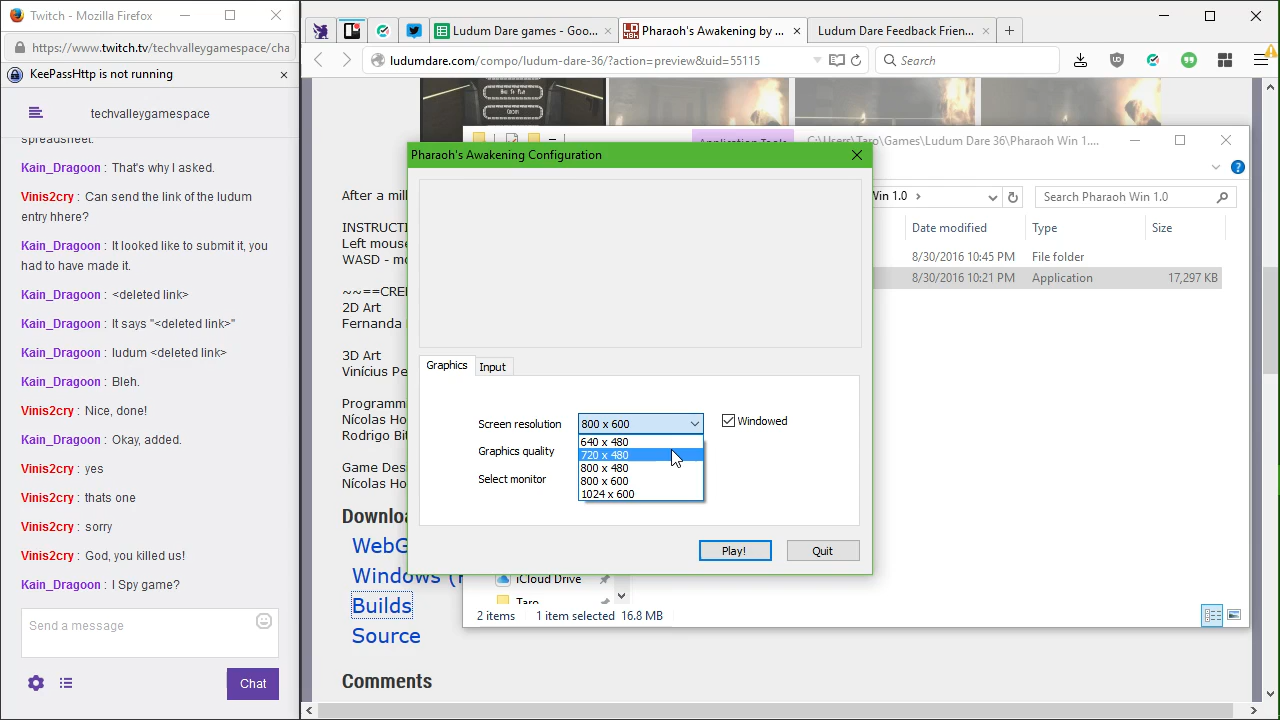 Twitch - Mozilla Firefox
https://www.twitch.tv/techvalleygamespace/cha
KeePassHttp is not running
techvalleygamespace
spreadsheet.
Kain_Dragoon : That's why I asked.
Vinis2cry : Can send the link of the ludum
entry hhere?
Kain_Dragoon : It looked like to submit it, you
had to have made it.
Kain_Dragoon : <deleted link>
Kain_Dragoon : It says "<deleted link>"
Kain_Dragoon : ludum <deleted link>
Kain_Dragoon : Bleh.
Vinis2cry : Nice, done!
Kain_Dragoon : Okay, added.
Vinis2cry : yes
Vinis2cry : thats one
Vinis2cry : sorry
Vinis2cry : God, you killed us!
Kain_Dragoon : I Spy game?
Send a message
Chat
Ludum Dare games - Goo...
Pharaoh's Awakening by ...
Ludum Dare Feedback Frien...
ludumdare.com/compo/ludum-dare-36/?action=preview&uid=55115
Search
After a mil
INSTRUCTI
Left mouse
WASD - mo
~~==CRE
2D Art
Fernanda
3D Art
Vinícius Pe
Programm
Nícolas Ho
Rodrigo Bit
Game Des
Nícolas Ho
Downlo
WebG
Windows (
Builds
Source
Comments
Application Tools
C:\Users\Taro\Games\Ludum Dare 36\Pharaoh Win 1....
Win 1.0
Search Pharaoh Win 1.0
Date modified
Type
Size
8/30/2016 10:45 PM
File folder
8/30/2016 10:21 PM
Application
17,297 KB
iCloud Drive
Taro
2 items
1 item selected 16.8 MB
Pharaoh's Awakening Configuration
Graphics
Input
Screen resolution
800 x 600
Windowed
640 x 480
Graphics quality
720 x 480
800 x 480
Select monitor
800 x 600
1024 x 600
Play!
Quit